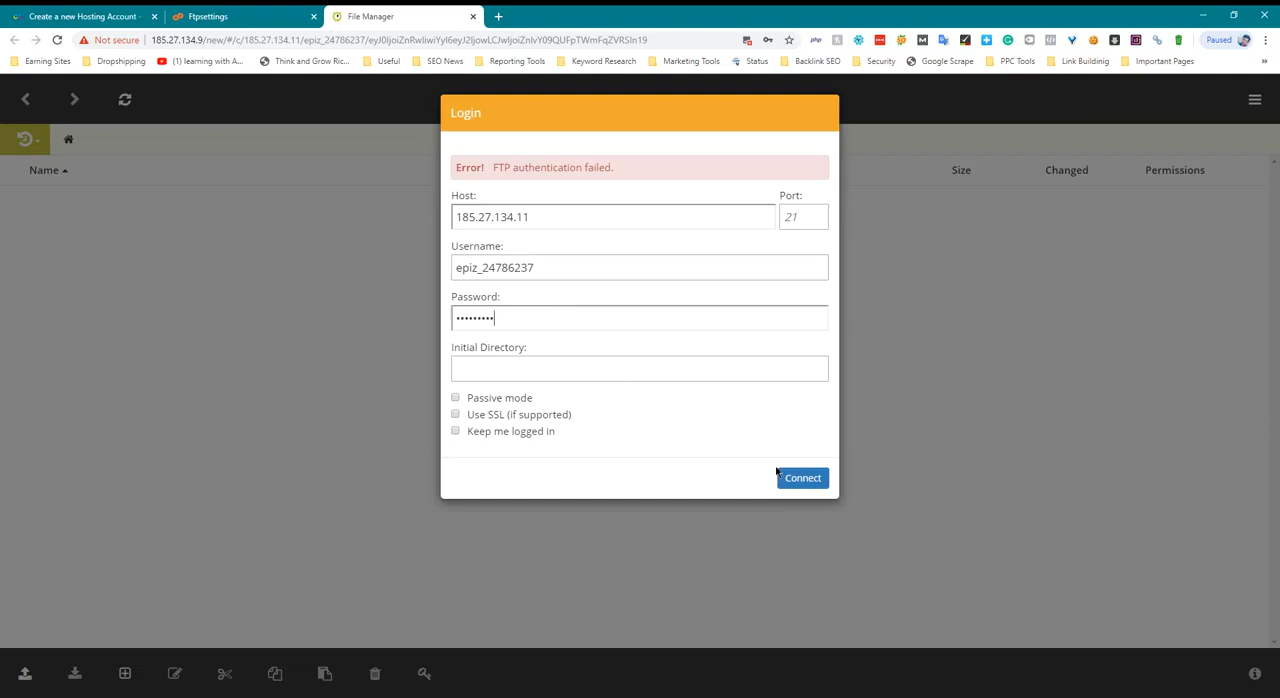 Create a new Hosting Account -
Ftpsettings
File Manager
Not secure
185.27.134.9/new/#/c/185.27.134.11/epiz_24786237/
Paused
Earning Sites
Dropshipping
(1) learning with A...
Think and Grow Ric...
Useful
SEO News
Reporting Tools
Keyword Research
Marketing Tools
Status
Backlink SEO
Security
Google Scrape
PPC Tools
Link Buildinig
Important Pages
Login
Error! FTP authentication failed.
Name
Size
Changed
Permissions
Host:
Port:
185.27.134.11
21
Username:
epiz_24786237
Password:
Initial Directory:
Passive mode
Use SSL (if supported)
Keep me logged in
Connect